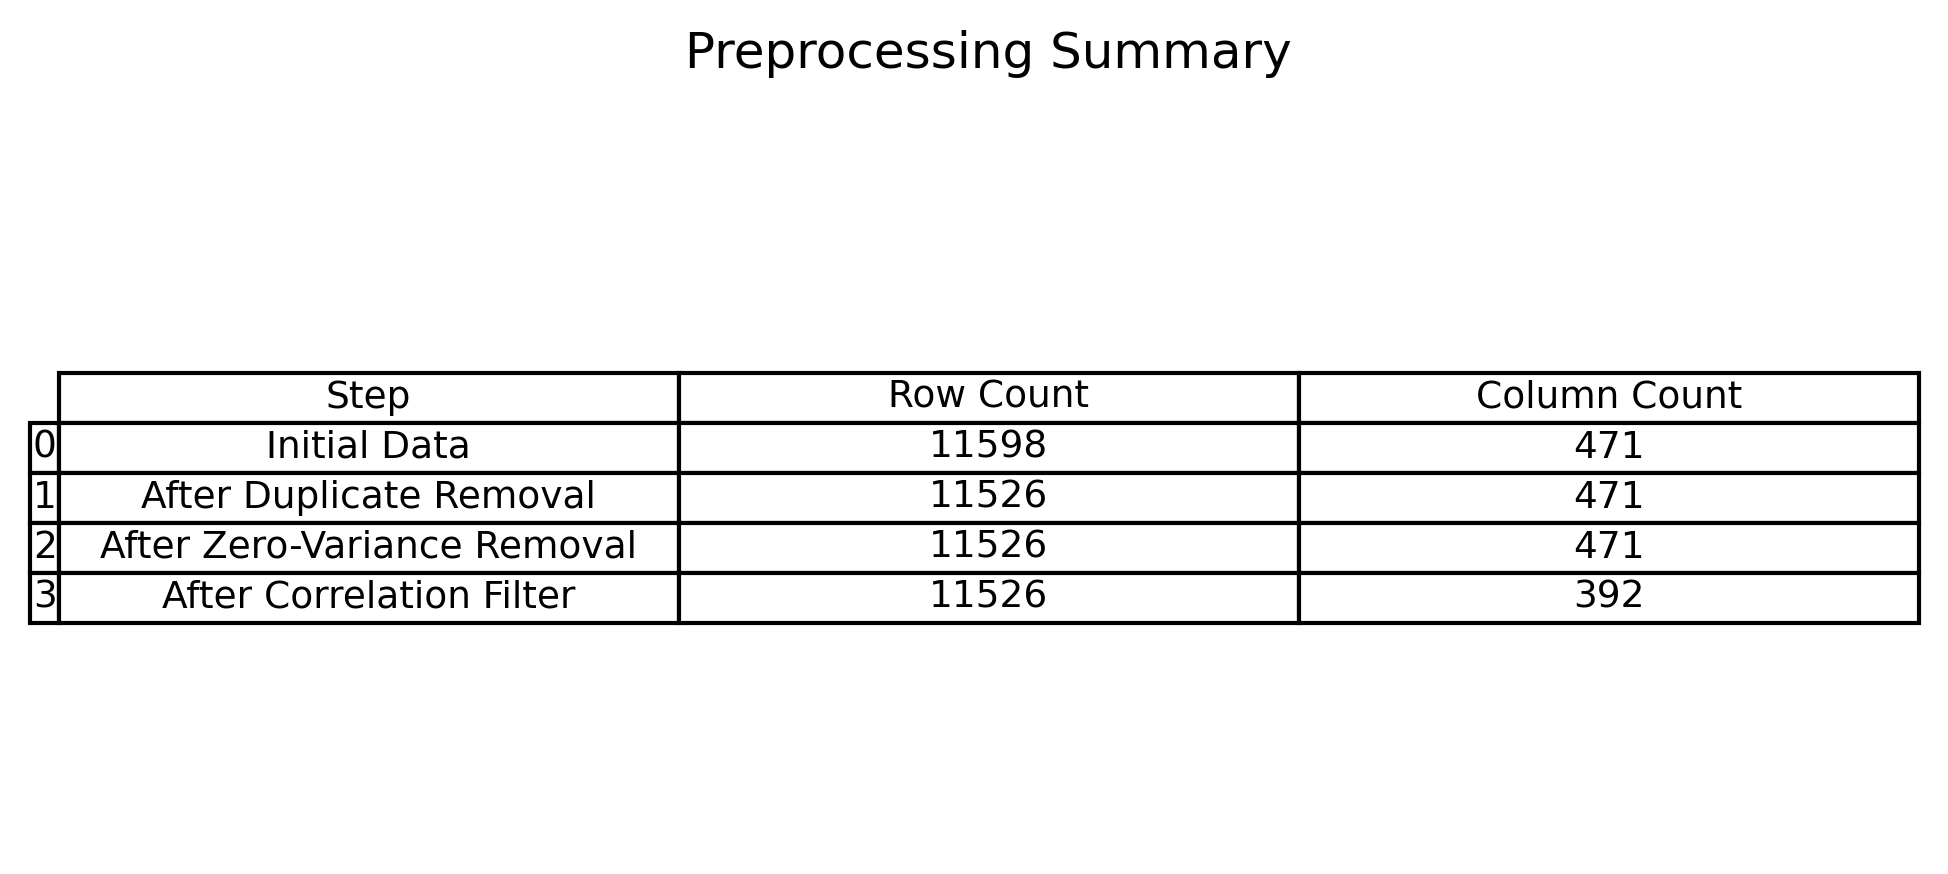 Preprocessing Summary
Step Row Count Column Count
0 Initial Data 11598 471
1 After Duplicate Removal 11526 471
2 After Zero-Variance Removal 11526 471
3 After Correlation Filter 11526 392